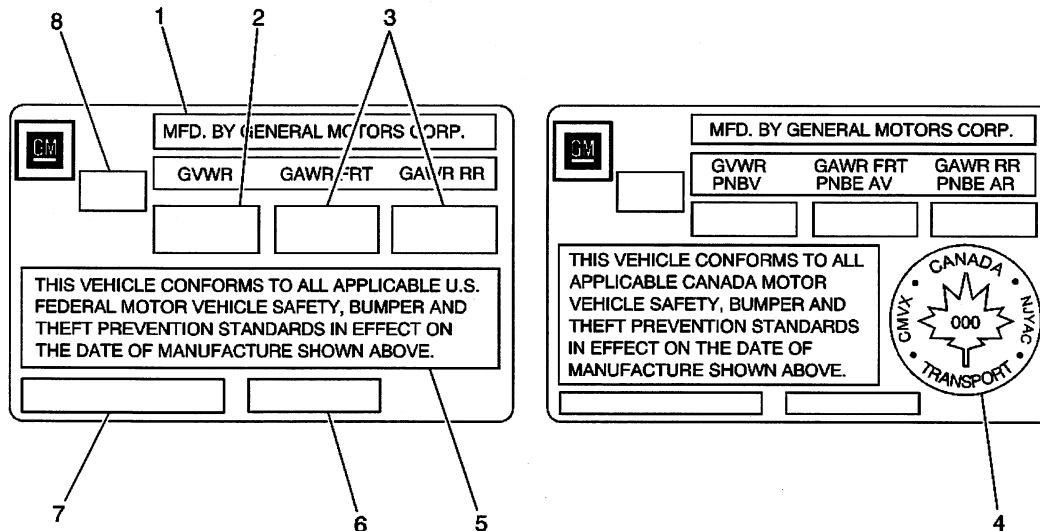 8
1
2
3
GM
MFD. BY GENERAL MOTORS CORP.
GVWR GAWR FRT GAWR RR
THIS VEHICLE CONFORMS TO ALL APPLICABLE U.S.
FEDERAL MOTOR VEHICLE SAFETY, BUMPER AND
THEFT PREVENTION STANDARDS IN EFFECT ON
THE DATE OF MANUFACTURE SHOWN ABOVE.
7
6
5
GM
MFD. BY GENERAL MOTORS CORP.
GVWR GAWR FRT GAWR RR
PNBV PNBE AV PNBE AR
THIS VEHICLE CONFORMS TO ALL
APPLICABLE CANADA MOTOR
VEHICLE SAFETY, BUMPER AND
THEFT PREVENTION STANDARDS
IN EFFECT ON THE DATE OF
MANUFACTURE SHOWN ABOVE.
CANADA
CMVX
000
NJYAC
TRANSPORT
4